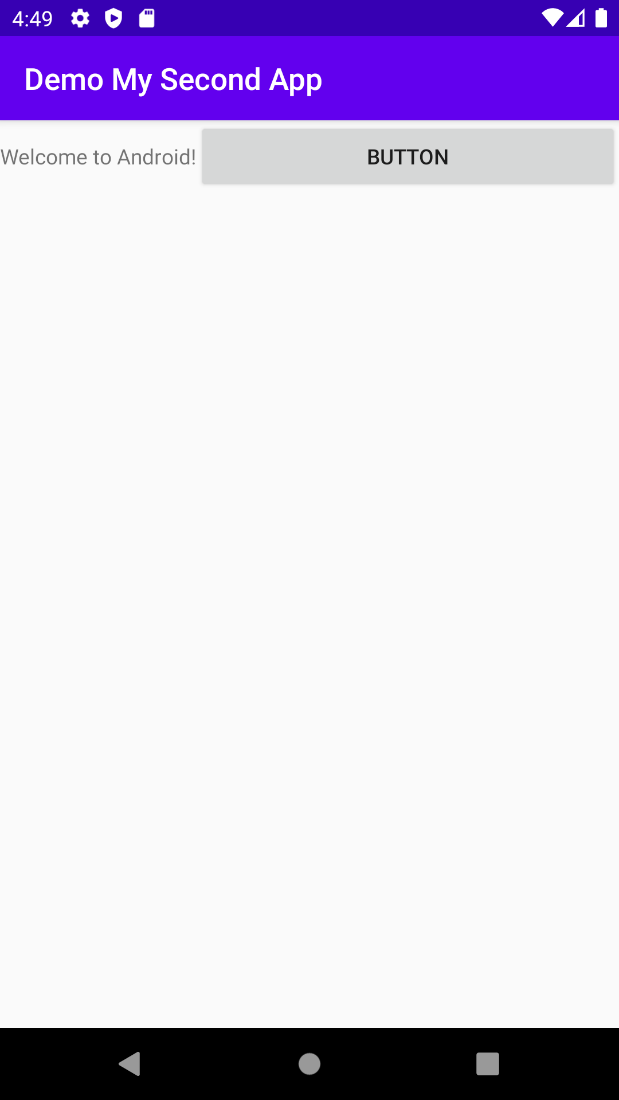 4:49
Demo My Second App
Welcome to Android! BUTTON